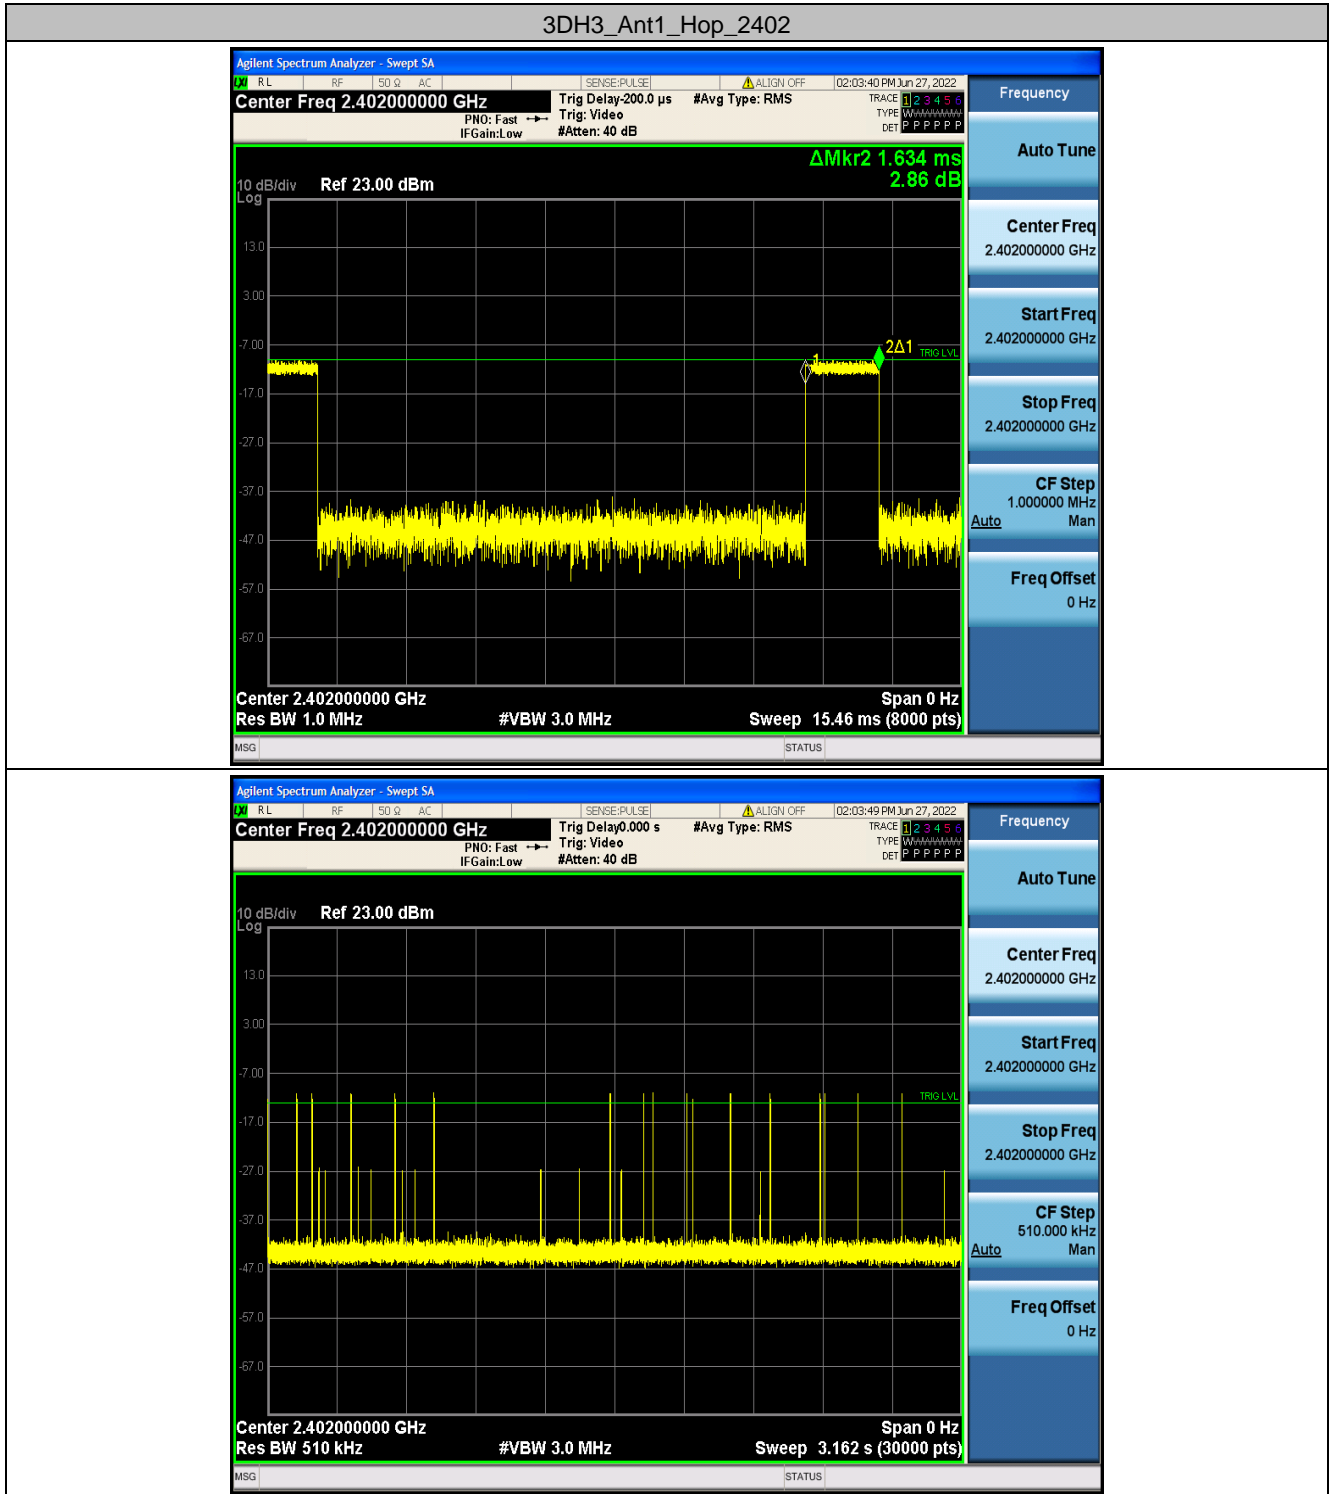 3DH3_Ant1_Hop_2402
Agilent Spectrum Analyzer - Swept SA
LXI RL RF 50 Ω AC SENSE:PULSE ALIGN OFF 02:03:40 PM Jun 27, 2022
Center Freq 2.402000000 GHz
PNO: Fast
IFGain:Low
Trig Delay-200.0 µs
Trig: Video
#Atten: 40 dB
#Avg Type: RMS
TRACE 1 2 3 4 5 6
TYPE WWWWWW
DET P P P P P P
ΔMkr2 1.634 ms
2.86 dB
10 dB/div
Log
Ref 23.00 dBm
13.0
3.00
-7.00
-17.0
-27.0
-37.0
-47.0
-57.0
-67.0
1
2Δ1
TRIG LVL
Center 2.402000000 GHz Span 0 Hz
Res BW 1.0 MHz #VBW 3.0 MHz Sweep 15.46 ms (8000 pts)
MSG STATUS
Frequency
Auto Tune
Center Freq
2.402000000 GHz
Start Freq
2.402000000 GHz
Stop Freq
2.402000000 GHz
CF Step
1.000000 MHz
Auto Man
Freq Offset
0 Hz
Agilent Spectrum Analyzer - Swept SA
LXI RL RF 50 Ω AC SENSE:PULSE ALIGN OFF 02:03:49 PM Jun 27, 2022
Center Freq 2.402000000 GHz
PNO: Fast
IFGain:Low
Trig Delay0.000 s
Trig: Video
#Atten: 40 dB
#Avg Type: RMS
TRACE 1 2 3 4 5 6
TYPE WWWWWW
DET P P P P P P
10 dB/div
Log
Ref 23.00 dBm
13.0
3.00
-7.00
-17.0
-27.0
-37.0
-47.0
-57.0
-67.0
TRIG LVL
Center 2.402000000 GHz Span 0 Hz
Res BW 510 kHz #VBW 3.0 MHz Sweep 3.162 s (30000 pts)
MSG STATUS
Frequency
Auto Tune
Center Freq
2.402000000 GHz
Start Freq
2.402000000 GHz
Stop Freq
2.402000000 GHz
CF Step
510.000 kHz
Auto Man
Freq Offset
0 Hz